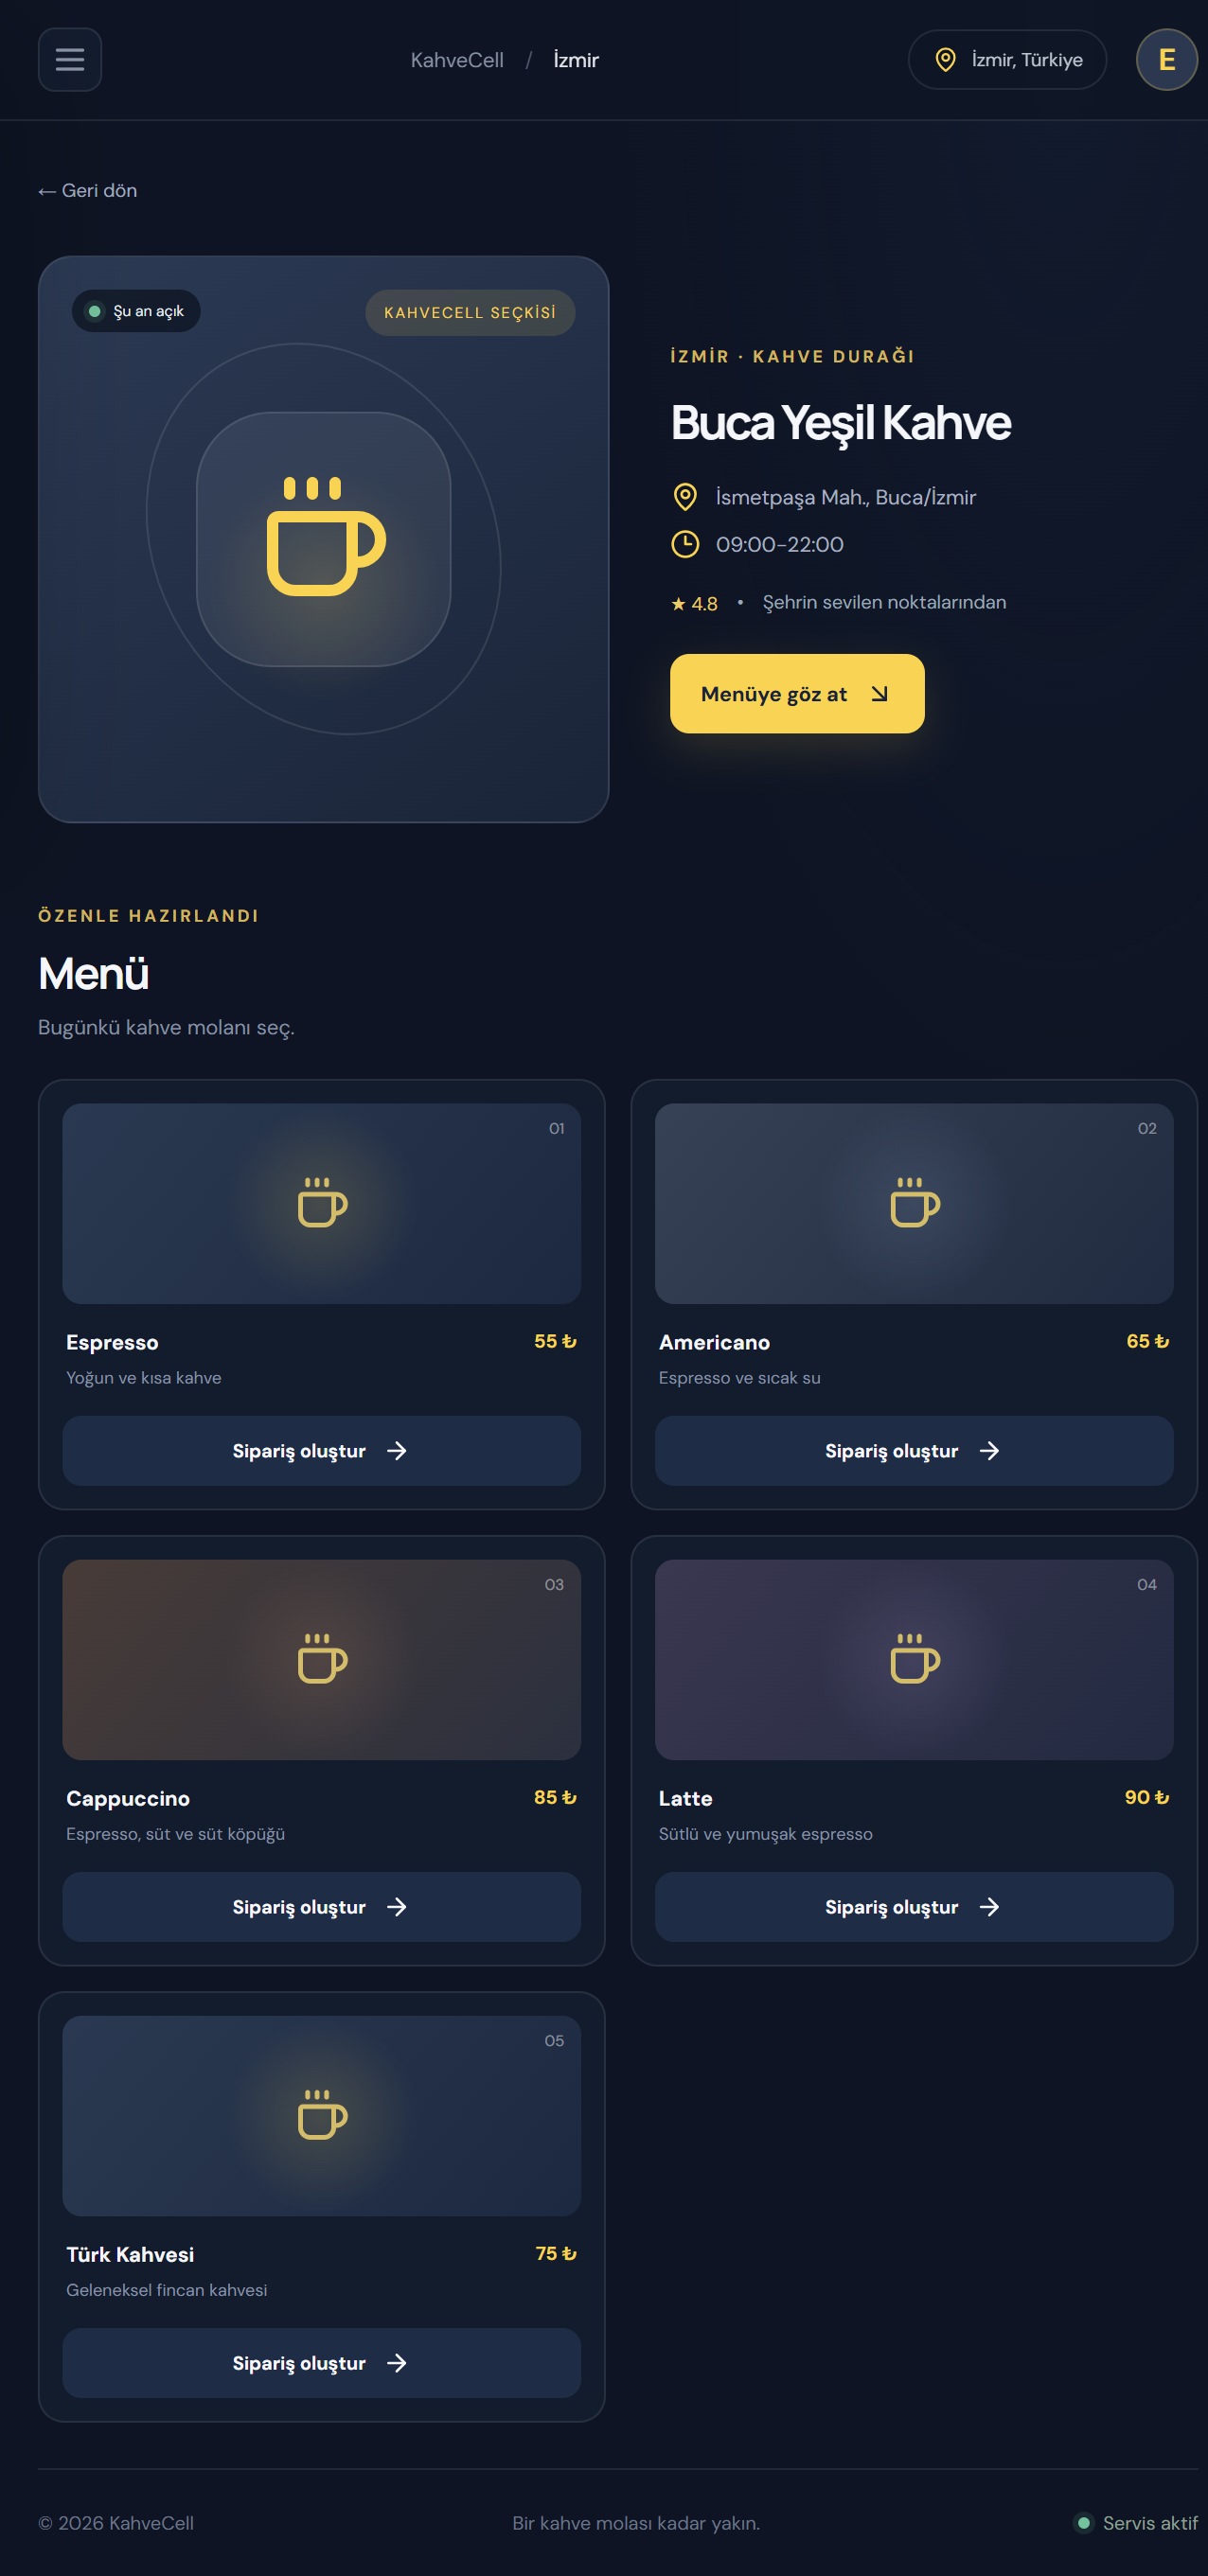 KahveCell / İzmir
İzmir, Türkiye
E
← Geri dön
Şu an açık
KAHVECELL SEÇKİSİ
İZMİR · KAHVE DURAĞI
Buca Yeşil Kahve
İsmetpaşa Mah., Buca/İzmir
09:00-22:00
★ 4.8 • Şehrin sevilen noktalarından
Menüye göz at
ÖZENLE HAZIRLANDI
Menü
Bugünkü kahve molanı seç.
01
Espresso 55 ₺
Yoğun ve kısa kahve
Sipariş oluştur →
02
Americano 65 ₺
Espresso ve sıcak su
Sipariş oluştur →
03
Cappuccino 85 ₺
Espresso, süt ve süt köpüğü
Sipariş oluştur →
04
Latte 90 ₺
Sütlü ve yumuşak espresso
Sipariş oluştur →
05
Türk Kahvesi 75 ₺
Geleneksel fincan kahvesi
Sipariş oluştur →
© 2026 KahveCell
Bir kahve molası kadar yakın.
Servis aktif